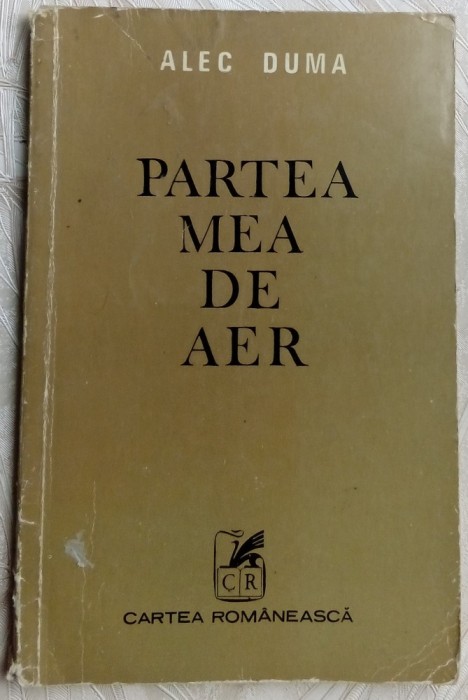 ALEC DUMA
PARTEA
MEA
DE
AER
CR
CARTEA ROMÂNEASCĂ